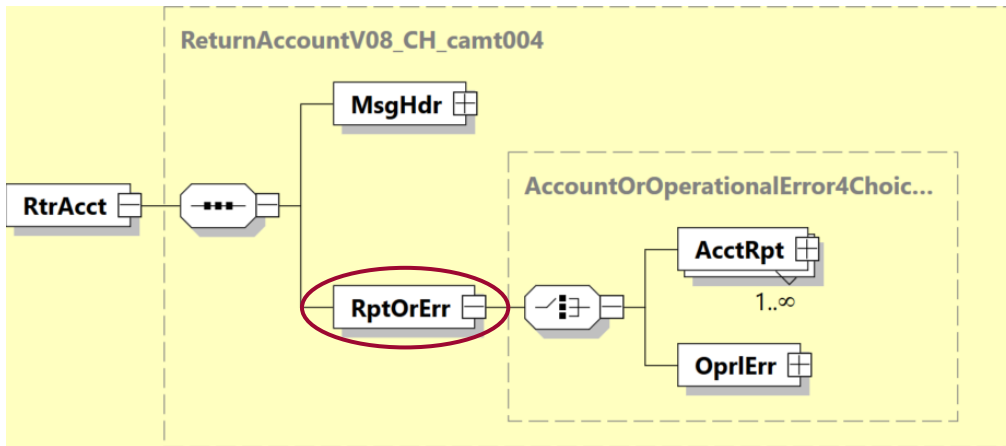 ReturnAccountV08_CH_camt004
MsgHdr
AccountOrOperationalError4Choic...
RtrAcct
AcctRpt
1..∞
RptOrErr
OprlErr